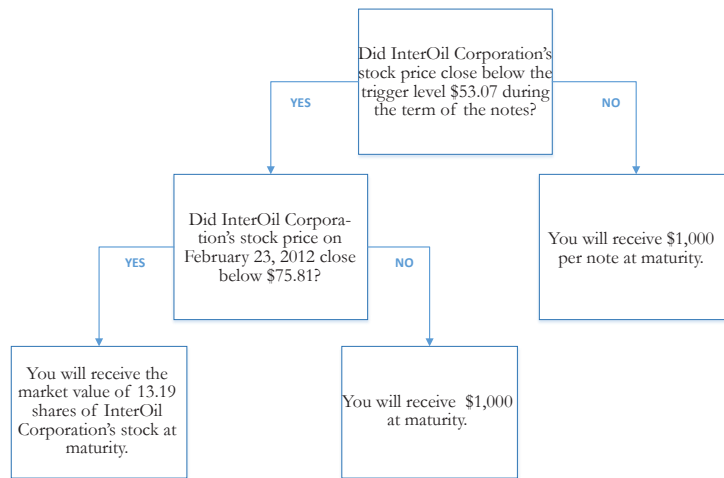 Did InterOil Corporation's
stock price close below the
trigger level $53.07 during
the term of the notes?
YES
NO
Did InterOil Corpora-
tion's stock price on
February 23, 2012 close
below $75.81?
You will receive $1,000
per note at maturity.
YES
NO
You will receive the
market value of 13.19
shares of InterOil
Corporation's stock at
maturity.
You will receive $1,000
at maturity.